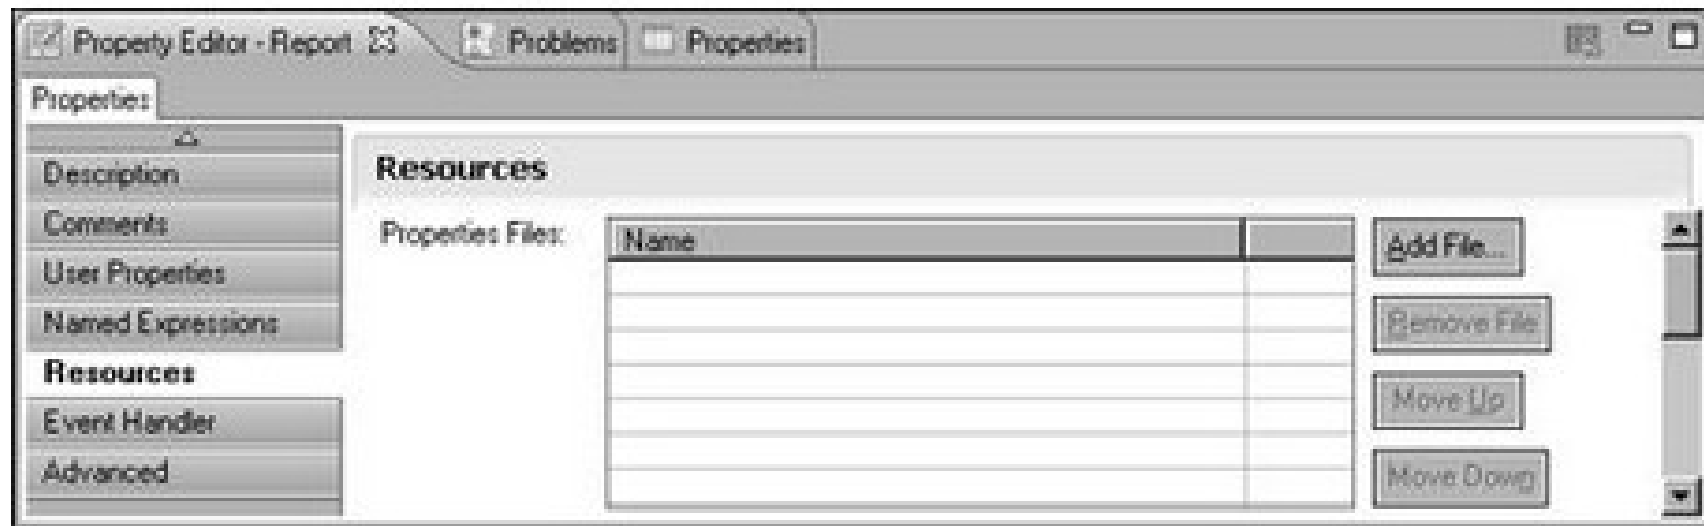 Property Editor - Report
Problems
Properties
Properties
Description
Comments
User Properties
Named Expressions
Resources
Event Handler
Advanced
Resources
Properties Files:
Name
Add File...
Remove File
Move Up
Move Down